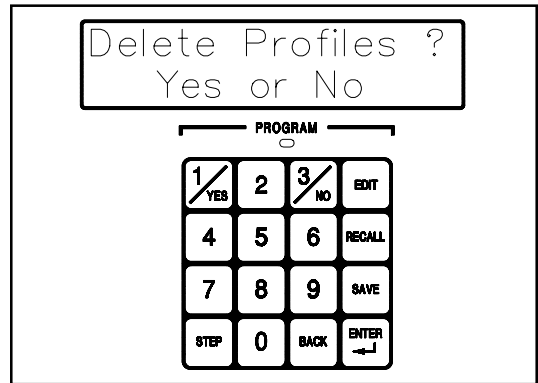 Delete Profiles ?
Yes or No
PROGRAM
1/YES 2 3/NO EDIT
4 5 6 RECALL
7 8 9 SAVE
STEP 0 BACK ENTER